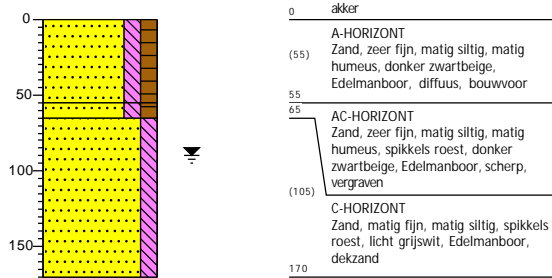 0
50
100
150
0
akker
(55)
A-HORIZONT
Zand, zeer fijn, matig siltig, matig
humeus, donker zwartbeige,
Edelmanboor, diffuus, bouwvoor
55
65
AC-HORIZONT
Zand, zeer fijn, matig siltig, matig
humeus, spikkels roest, donker
zwartbeige, Edelmanboor, scherp,
vergraven
(105)
C-HORIZONT
Zand, matig fijn, matig siltig, spikkels
roest, licht grijswit, Edelmanboor,
dekzand
170